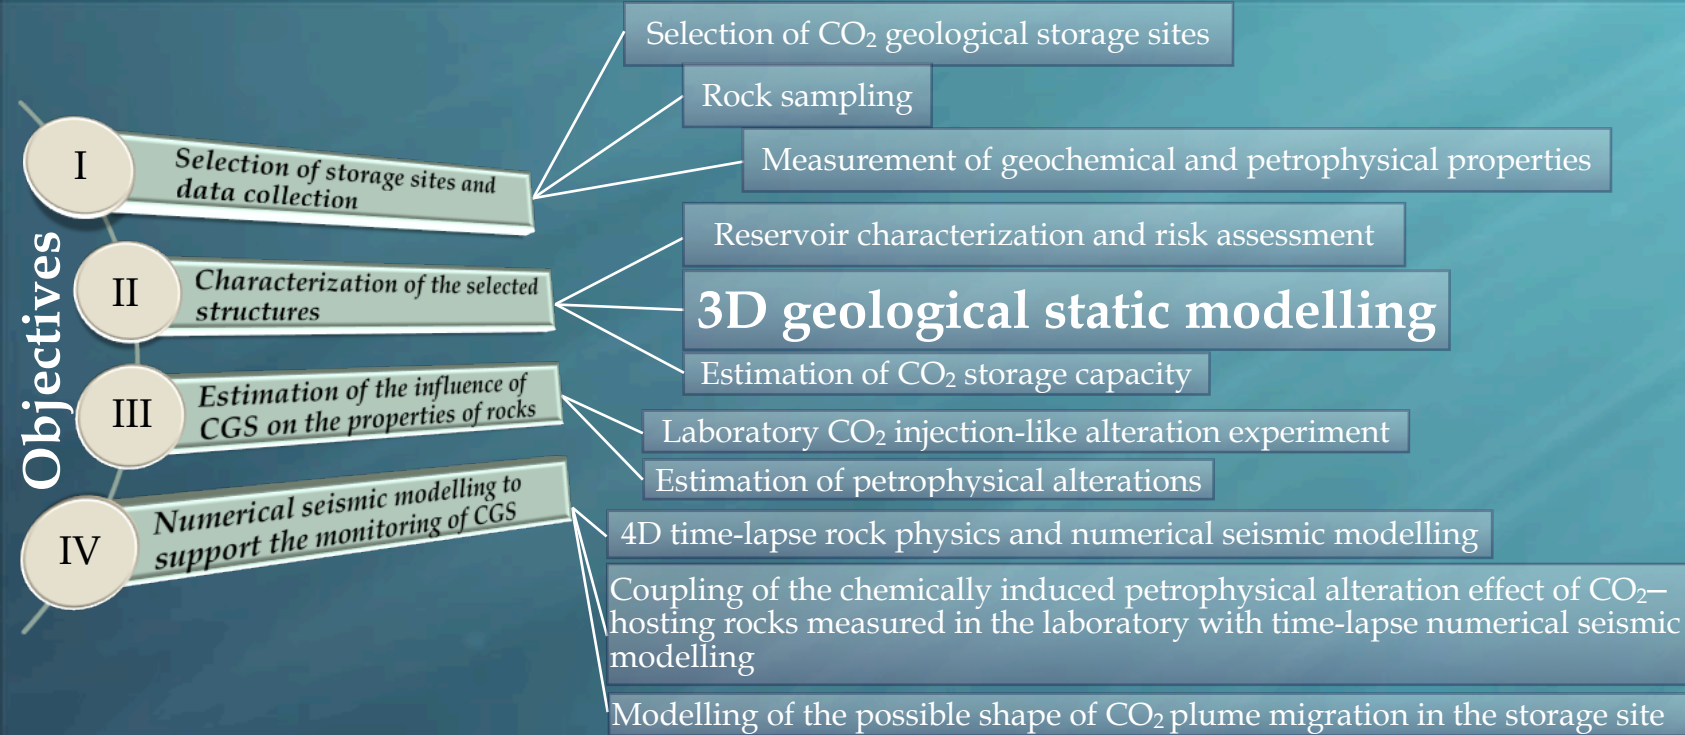 Objectives
I
Selection of storage sites and
data collection
Selection of CO₂ geological storage sites
Rock sampling
Measurement of geochemical and petrophysical properties
II
Characterization of the selected
structures
Reservoir characterization and risk assessment
3D geological static modelling
Estimation of CO₂ storage capacity
III
Estimation of the influence of
CGS on the properties of rocks
Laboratory CO₂ injection-like alteration experiment
Estimation of petrophysical alterations
IV
Numerical seismic modelling to
support the monitoring of CGS
4D time-lapse rock physics and numerical seismic modelling
Coupling of the chemically induced petrophysical alteration effect of CO₂–
hosting rocks measured in the laboratory with time-lapse numerical seismic
modelling
Modelling of the possible shape of CO₂ plume migration in the storage site